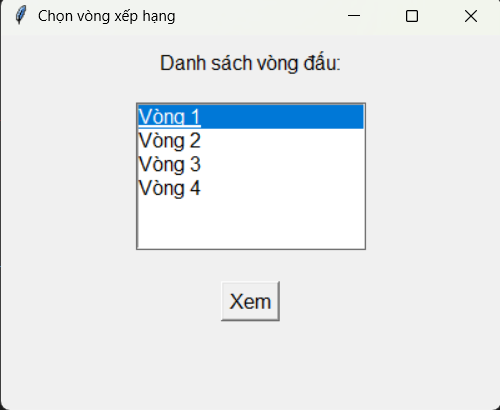 Chọn vòng xếp hạng
Danh sách vòng đấu:
Vòng 1
Vòng 2
Vòng 3
Vòng 4
Xem